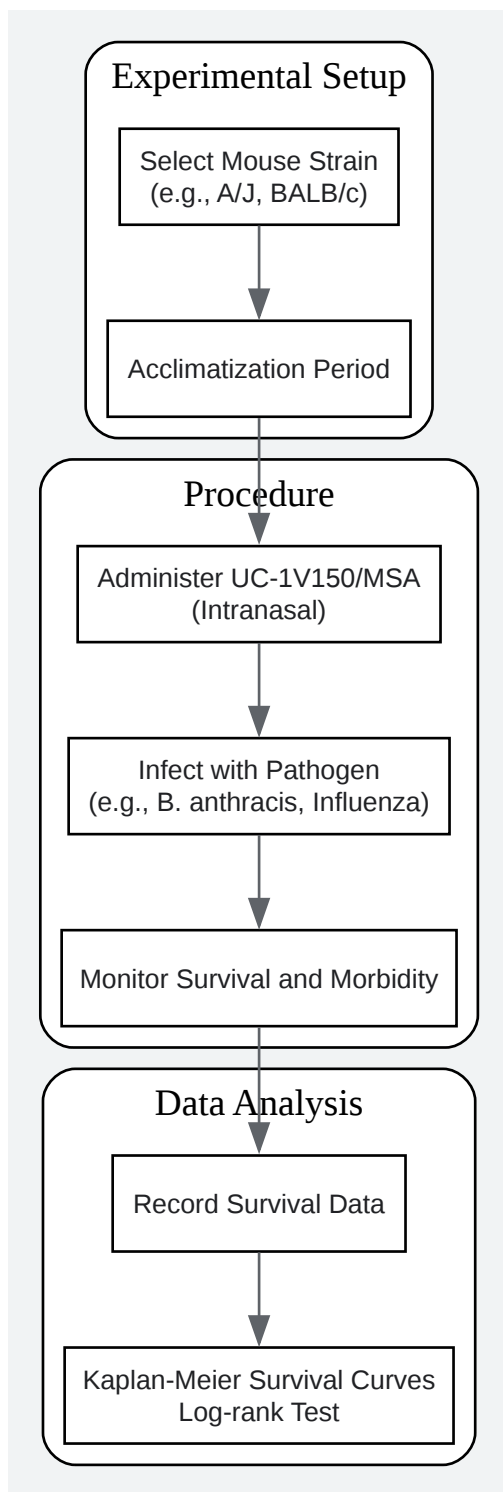 Experimental Setup
Select Mouse Strain
(e.g., A/J, BALB/c)
Acclimatization Period
Procedure
Administer UC-1V150/MSA
(Intranasal)
Infect with Pathogen
(e.g., B. anthracis, Influenza)
Monitor Survival and Morbidity
Data Analysis
Record Survival Data
Kaplan-Meier Survival Curves
Log-rank Test